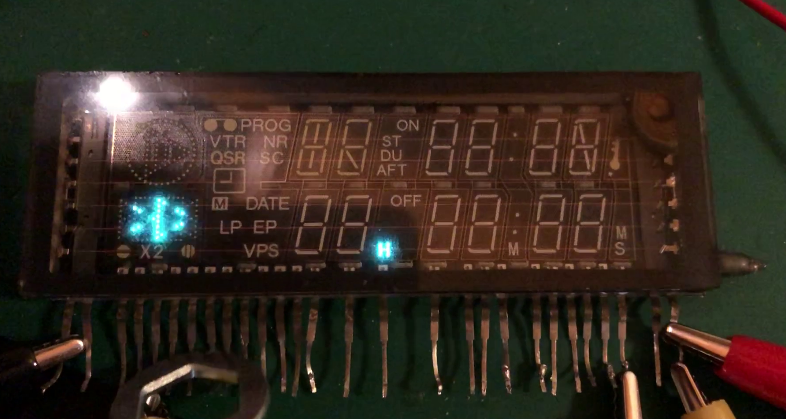 PROG ON
VTR NR ST
QSR SC DU
AFT
M DATE OFF
LP EP H M M
X2 VPS S